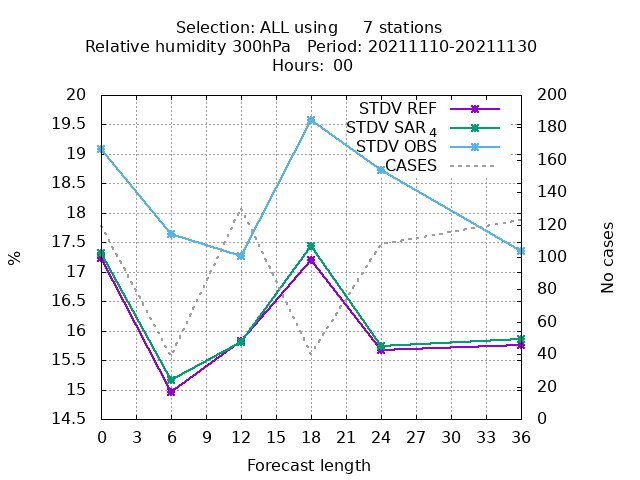 Selection: ALL using     7 stations
Relative humidity 300hPa   Period: 20211110-20211130
Hours:  00
20
19.5
19
18.5
18
17.5
17
16.5
16
15.5
15
14.5
200
180
160
140
120
100
80
60
40
20
0
STDV REF
STDV SAR4
STDV OBS
CASES
%
No cases
0 3 6 9 12 15 18 21 24 27 30 33 36
Forecast length